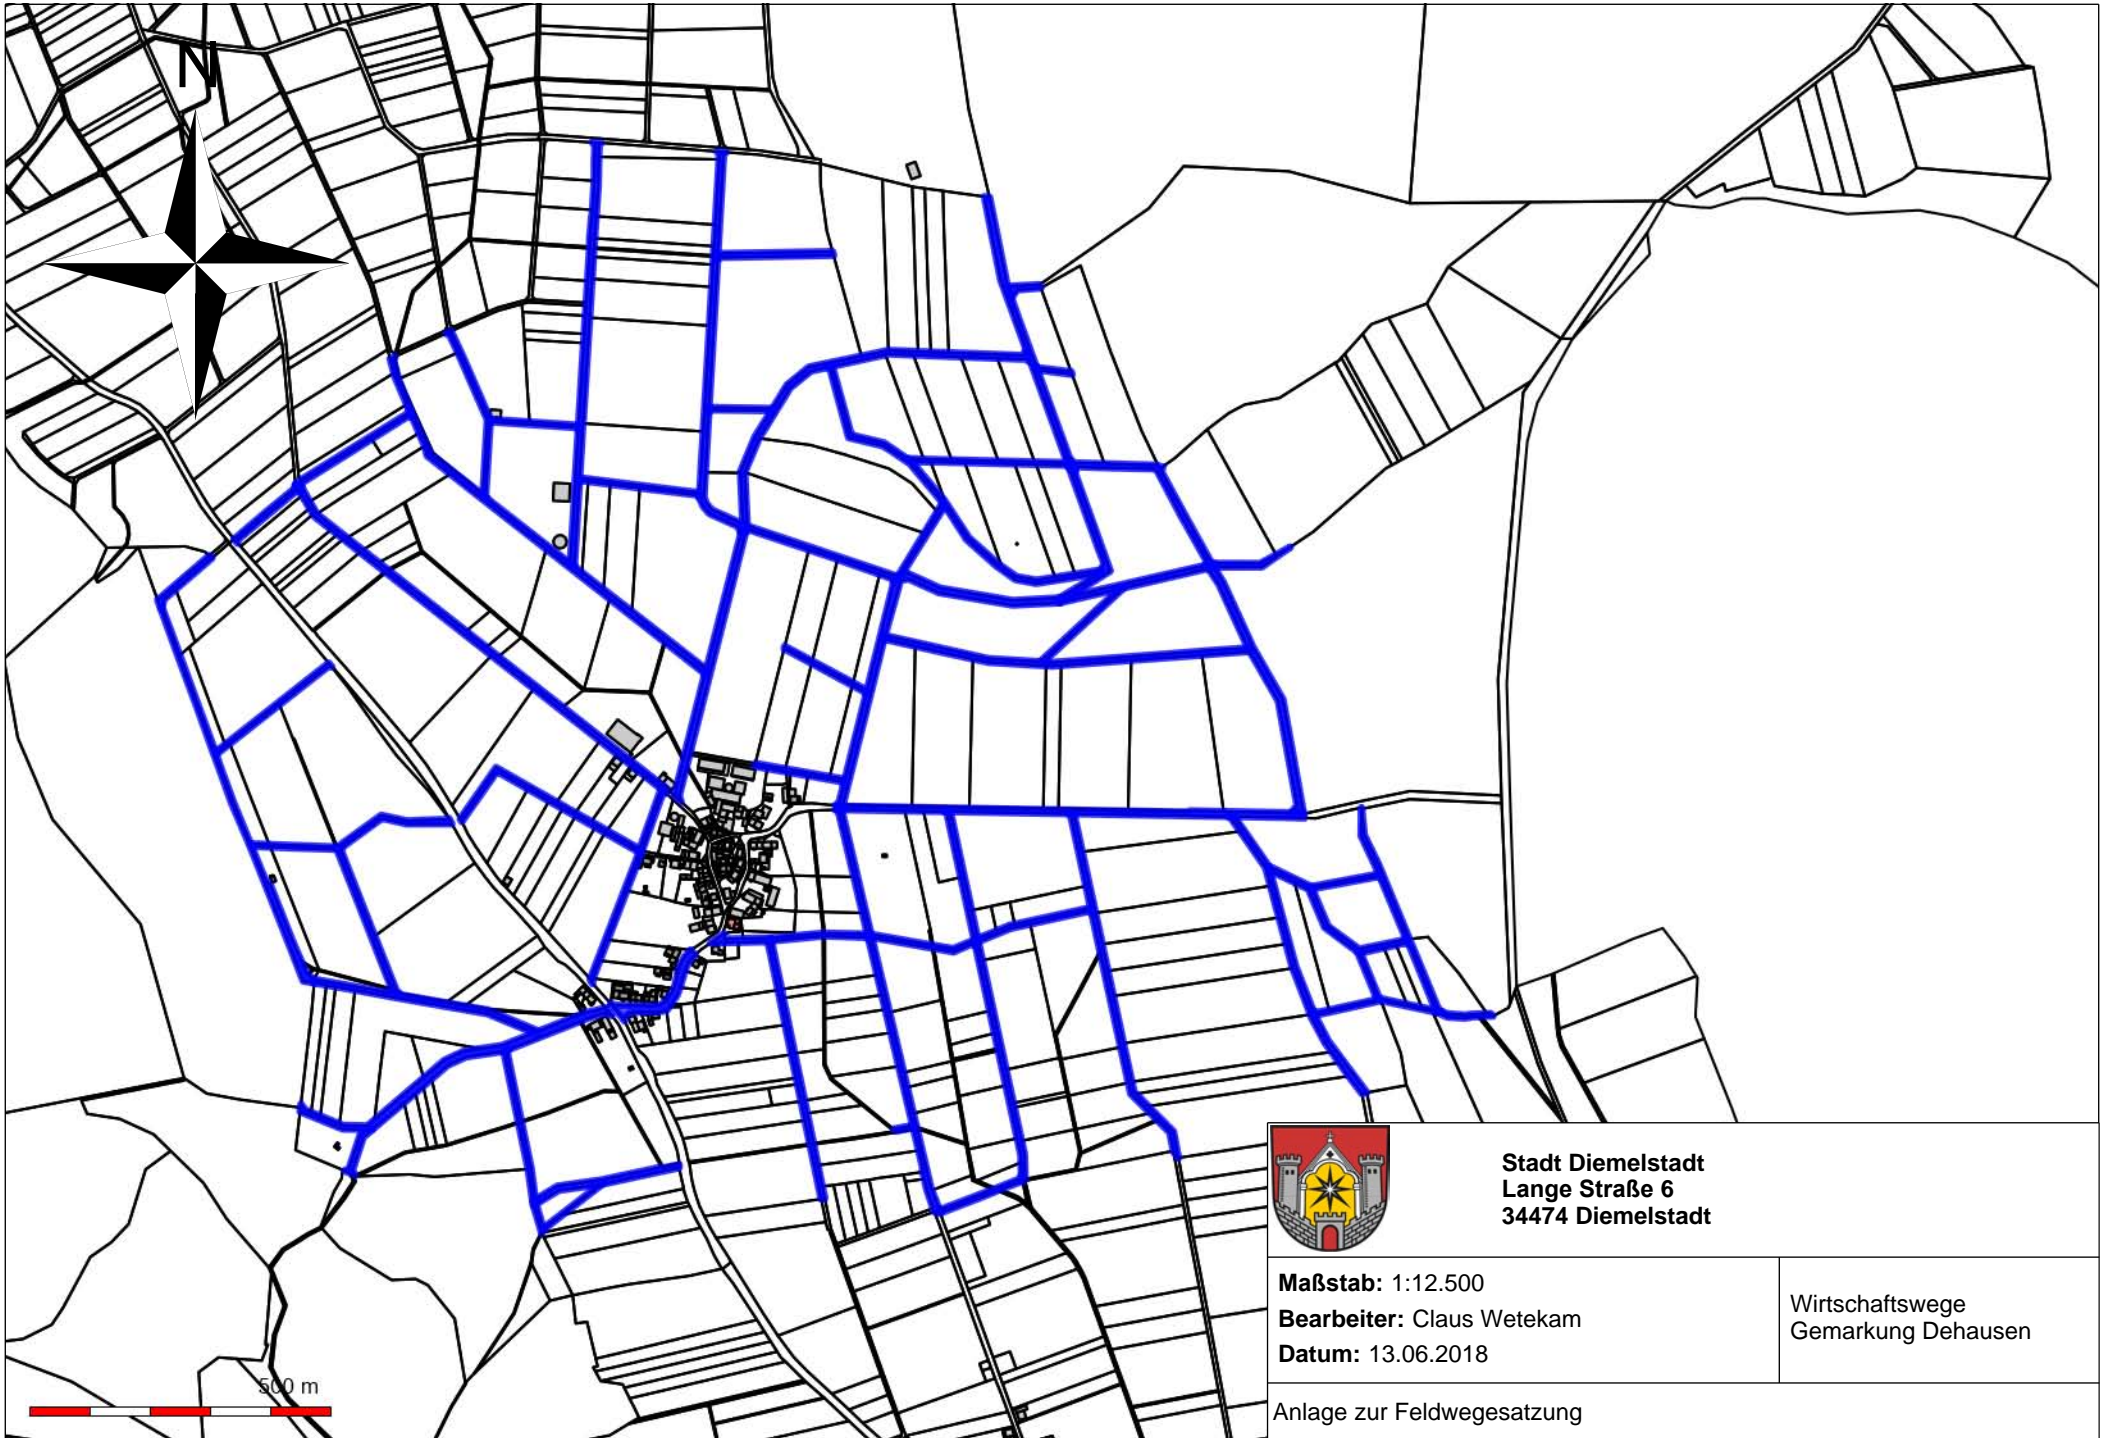 N
500 m
Stadt Diemelstadt
Lange Straße 6
34474 Diemelstadt
Maßstab: 1:12.500
Bearbeiter: Claus Wetekam
Datum: 13.06.2018
Wirtschaftswege
Gemarkung Dehausen
Anlage zur Feldwegesatzung